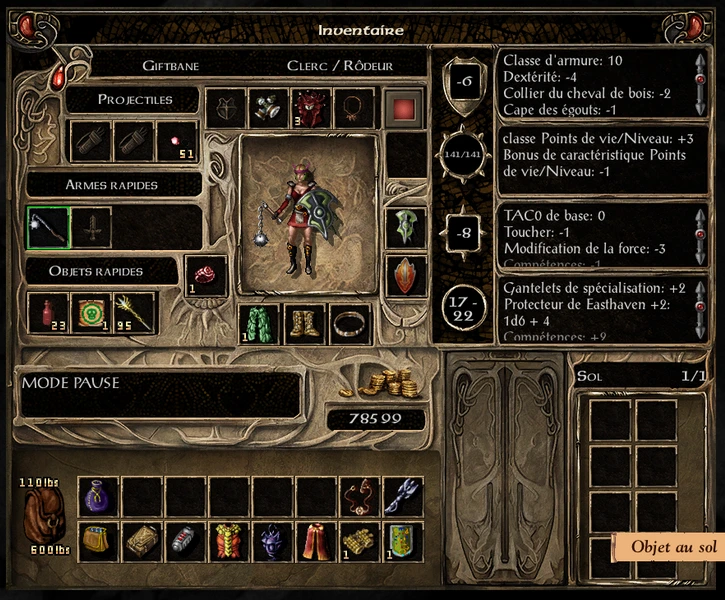 Inventaire
Giftbane
Clerc / Rôdeur
-6
Classe d'armure: 10
Dextérité: -4
Collier du cheval de bois: -2
Cape des égouts: -1
Projectiles
3
51
141/141
classe Points de vie/Niveau: +3
Bonus de caractéristique Points
de vie/Niveau: -1
Armes rapides
-8
TAC0 de base: 0
Toucher: -1
Modification de la force: -3
Compétences: -1
Objets rapides
1
23
1
95
1
17 -
22
Gantelets de spécialisation: +2
Protecteur de Easthaven +2:
1d6 + 4
Compétences: +2
MODE PAUSE
78599
Sol
1/1
110lbs
600lbs
1
1
Objet au sol